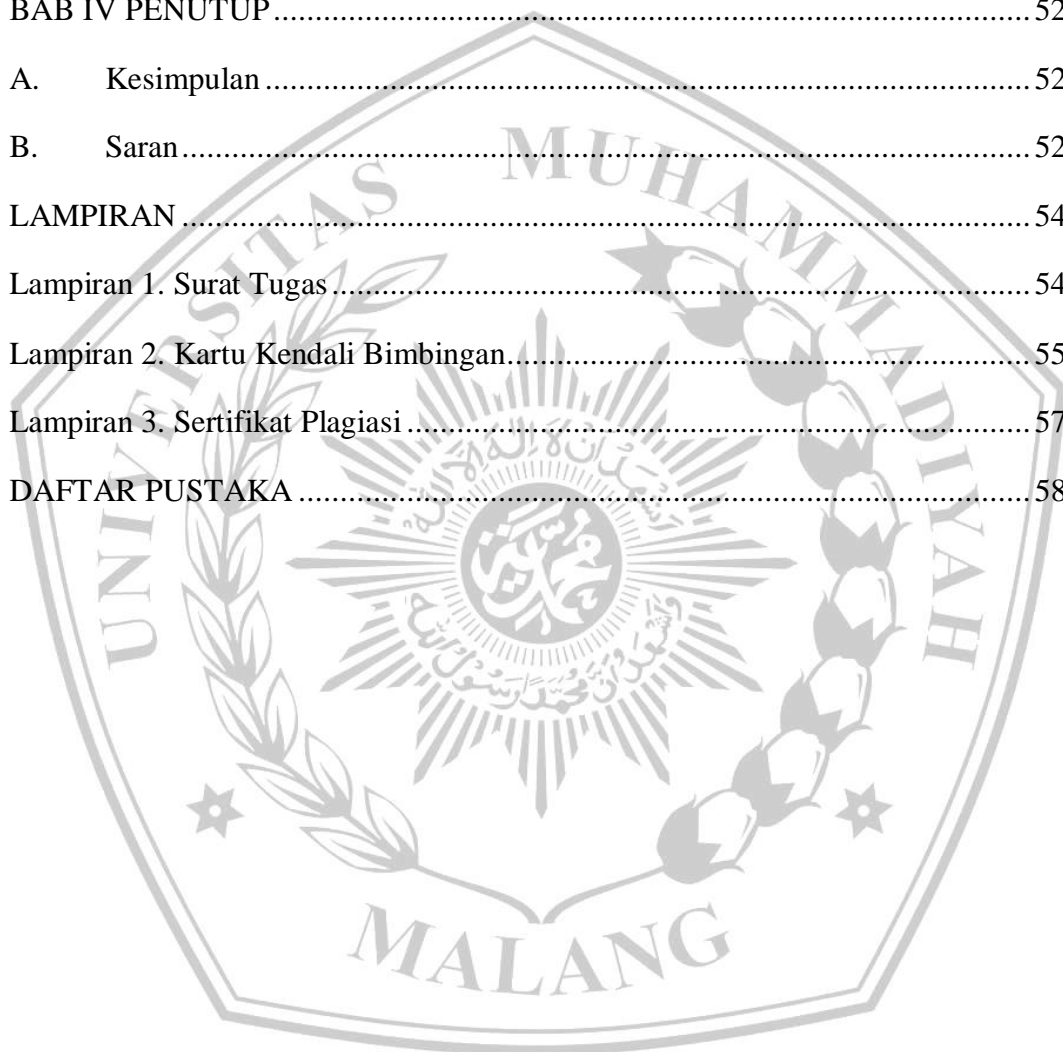 BAB IV PENUTUP.......................................................................................52
A. Kesimpulan.......................................................................................52
B. Saran.......................................................................................52
LAMPIRAN.......................................................................................54
Lampiran 1. Surat Tugas.......................................................................................54
Lampiran 2. Kartu Kendali Bimbingan.......................................................................................55
Lampiran 3. Sertifikat Plagiasi.......................................................................................57
DAFTAR PUSTAKA.......................................................................................58
UNIVERSITAS MUHAMMADIYAH
MALANG